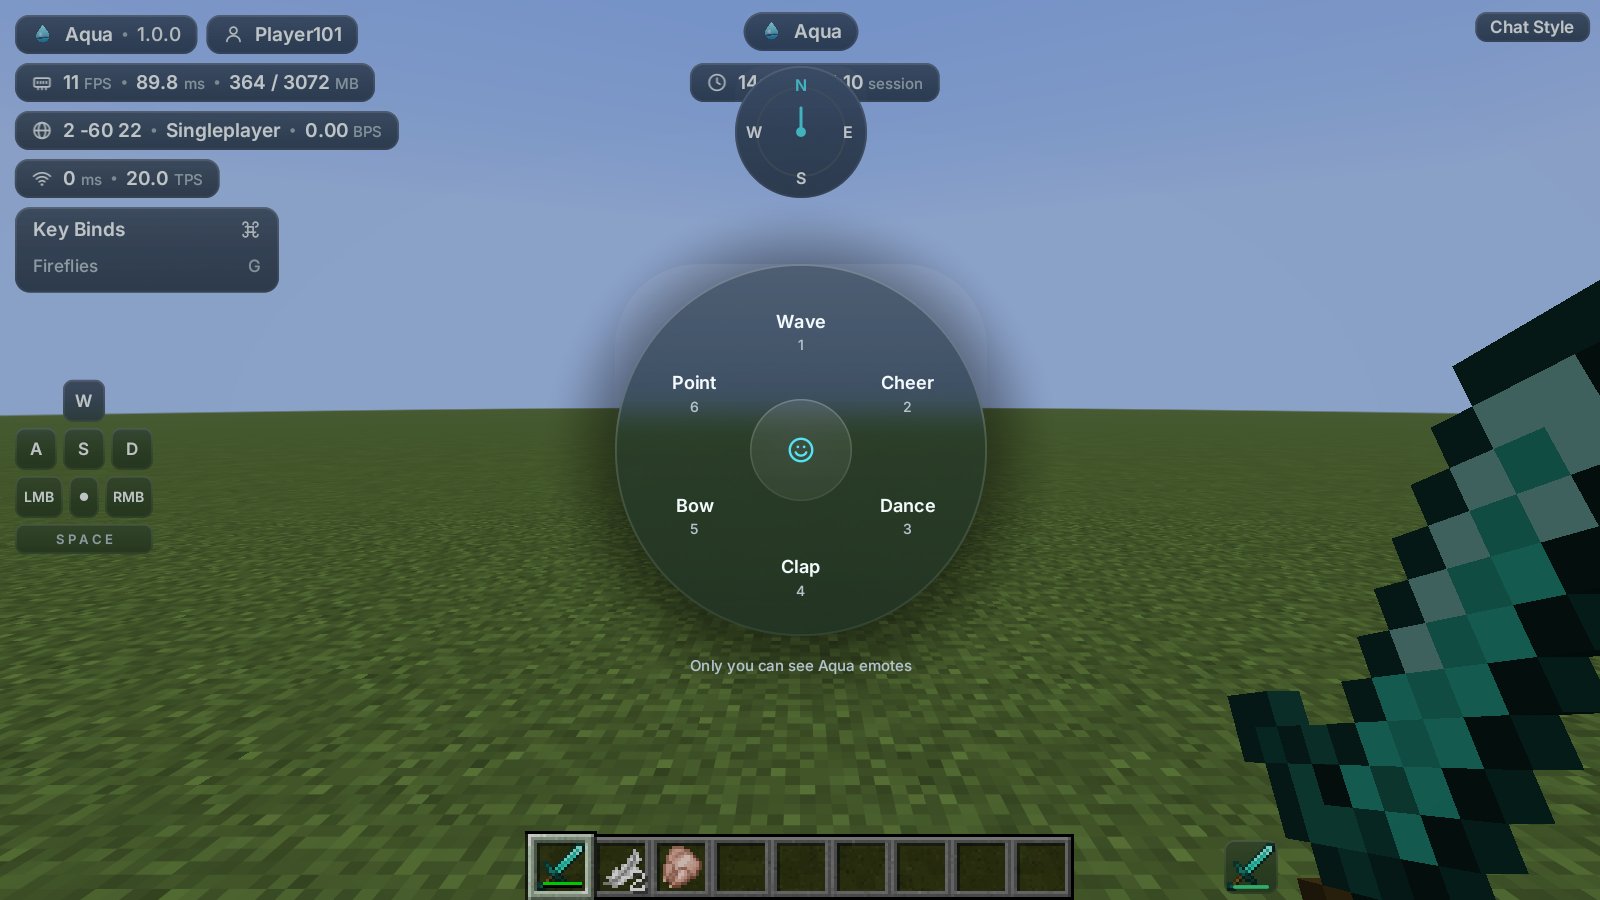 Aqua • 1.0.0
Player101
11 FPS • 89.8 ms • 364 / 3072 MB
2 -60 22 • Singleplayer • 0.00 BPS
0 ms • 20.0 TPS
Key Binds ⌘
Fireflies G
Aqua
14 10 session
N
W E
S
Chat Style
W
A S D
LMB RMB
SPACE
Wave
1
Point
6
Cheer
2
Bow
5
Dance
3
Clap
4
Only you can see Aqua emotes
2